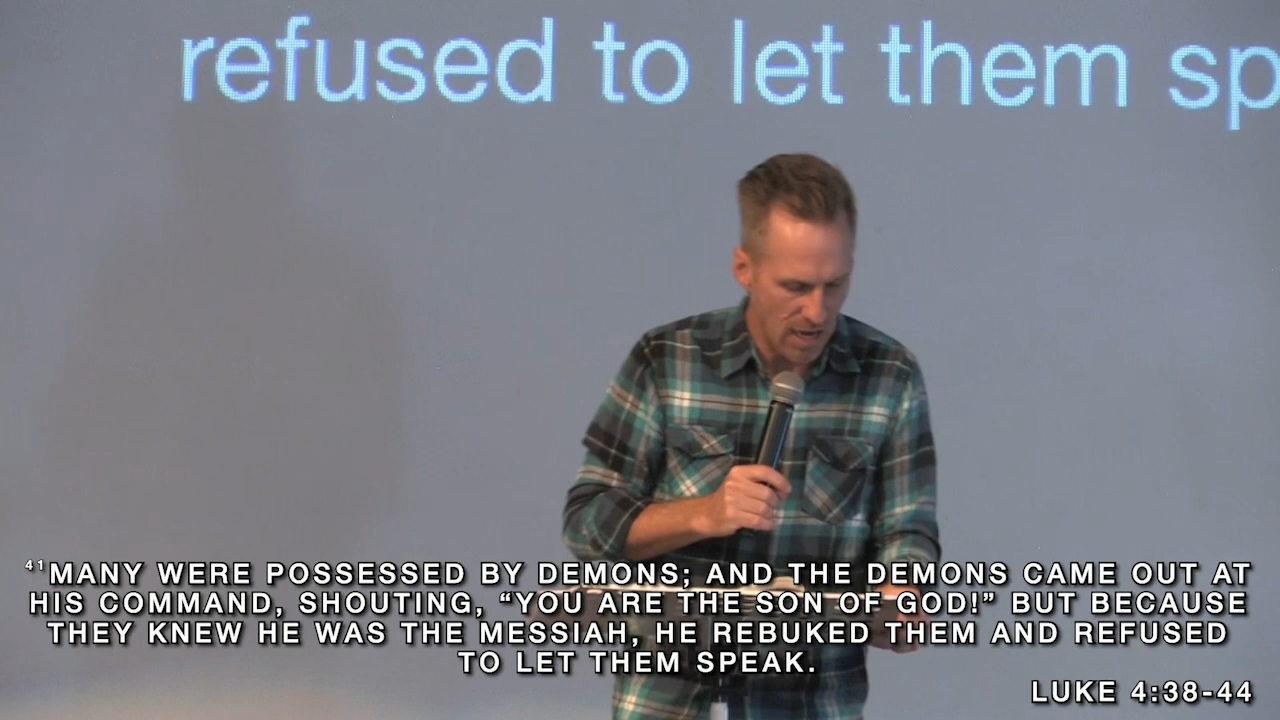 refused to let them sp
⁴¹MANY WERE POSSESSED BY DEMONS; AND THE DEMONS CAME OUT AT
HIS COMMAND, SHOUTING, “YOU ARE THE SON OF GOD!” BUT BECAUSE
THEY KNEW HE WAS THE MESSIAH, HE REBUKED THEM AND REFUSED
TO LET THEM SPEAK.
LUKE 4:38-44